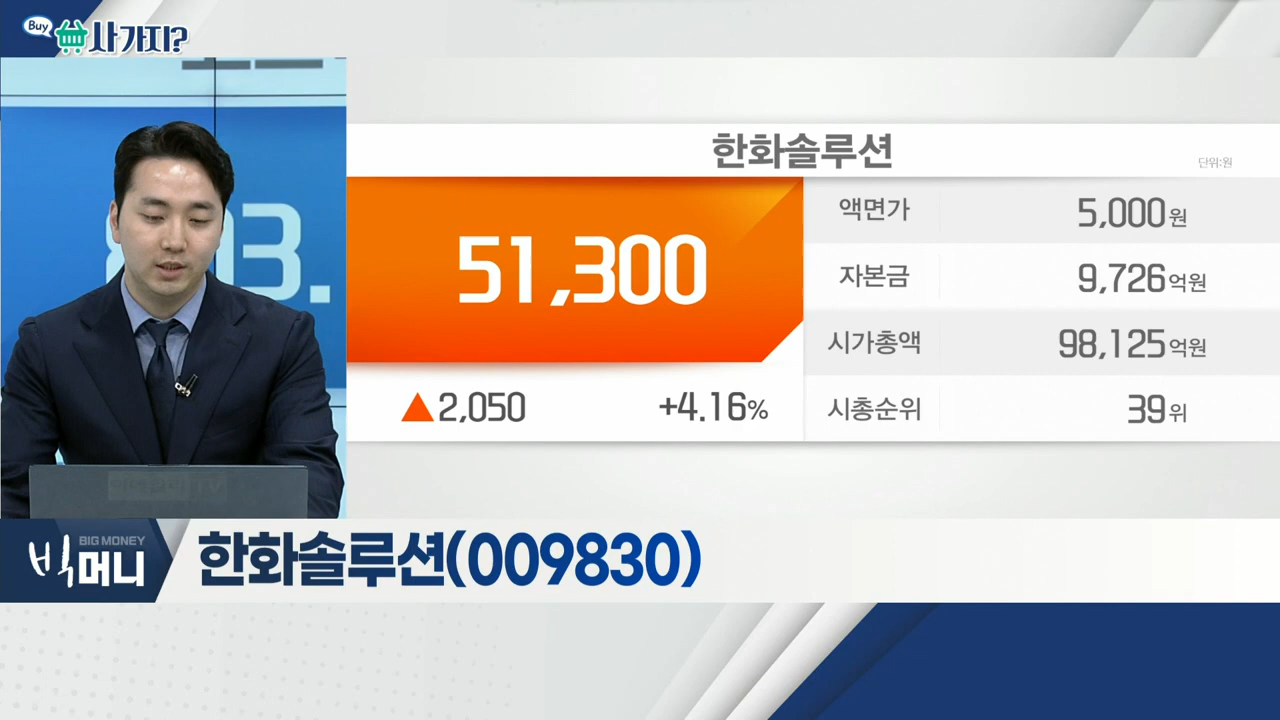 Buy
사가지?
한화솔루션
단위:원
51,300
▲2,050 +4.16%
액면가 5,000원
자본금 9,726억원
시가총액 98,125억원
시총순위 39위
BIG MONEY
빅머니
한화솔루션(009830)